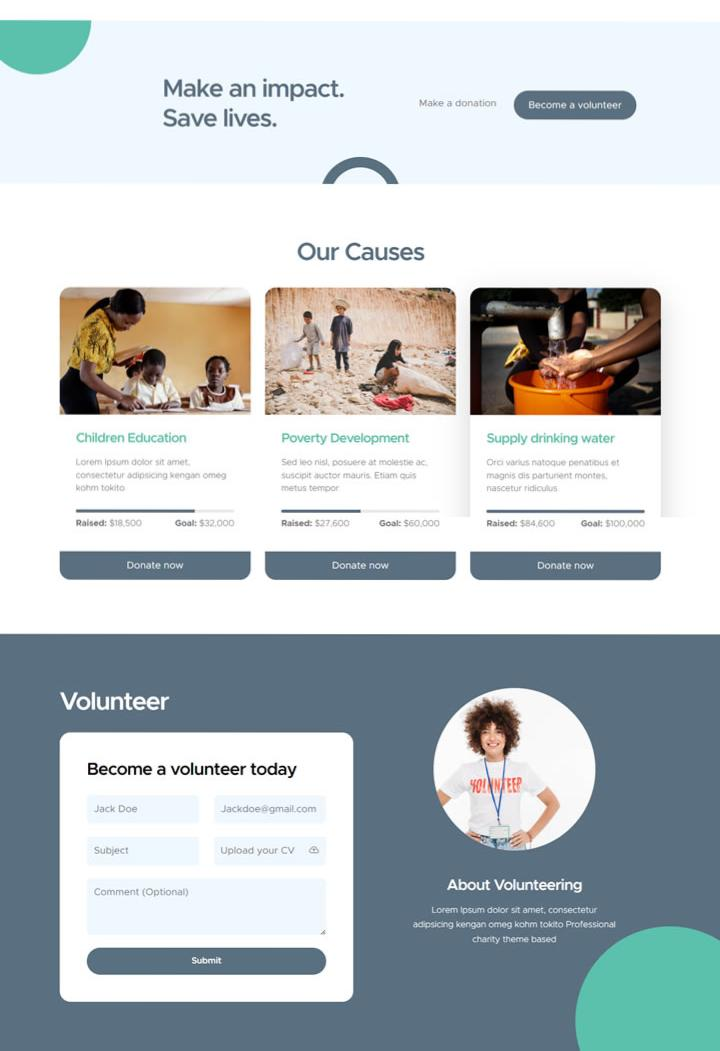 Make an impact.
Save lives.
Make a donation
Become a volunteer
Our Causes
Children Education
Lorem Ipsum dolor sit amet,
consectetur adipsicing kengan omeg
kohm tokito
Raised: $18,500 Goal: $32,000
Donate now
Poverty Development
Sed leo nisl, posuere at molestie ac,
suscipit auctor mauris. Etiam quis
metus tempor
Raised: $27,600 Goal: $60,000
Donate now
Supply drinking water
Orci varius natoque penatibus et
magnis dis parturient montes,
nascetur ridiculus
Raised: $84,600 Goal: $100,000
Donate now
Volunteer
Become a volunteer today
Jack Doe
Jackdoe@gmail.com
Subject
Upload your CV
Comment (Optional)
Submit
VOLUNTEER
About Volunteering
Lorem Ipsum dolor sit amet, consectetur
adipsicing kengan omeg kohm tokito Professional
charity theme based